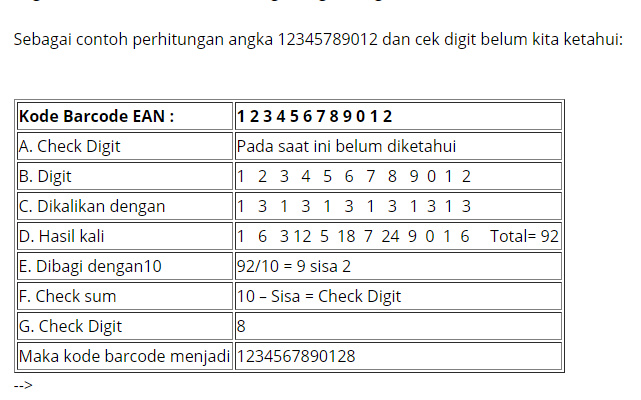 Sebagai contoh perhitungan angka 12345789012 dan cek digit belum kita ketahui:
Kode Barcode EAN : 1 2 3 4 5 6 7 8 9 0 1 2
A. Check Digit Pada saat ini belum diketahui
B. Digit 1 2 3 4 5 6 7 8 9 0 1 2
C. Dikalikan dengan 1 3 1 3 1 3 1 3 1 3 1 3
D. Hasil kali 1 6 3 12 5 18 7 24 9 0 1 6 Total= 92
E. Dibagi dengan10 92/10 = 9 sisa 2
F. Check sum 10 – Sisa = Check Digit
G. Check Digit 8
Maka kode barcode menjadi 1234567890128
-->